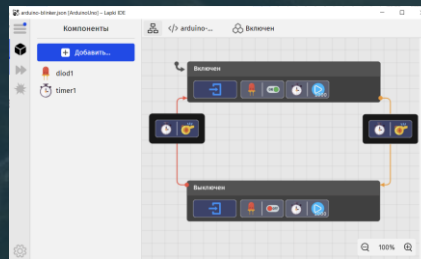 arduino-blinker.json [ArduinoUno] — Lapki IDE
Компоненты
</> arduino-...
Включен
Добавить...
diod1
timer1
Включен
Выключен
100%